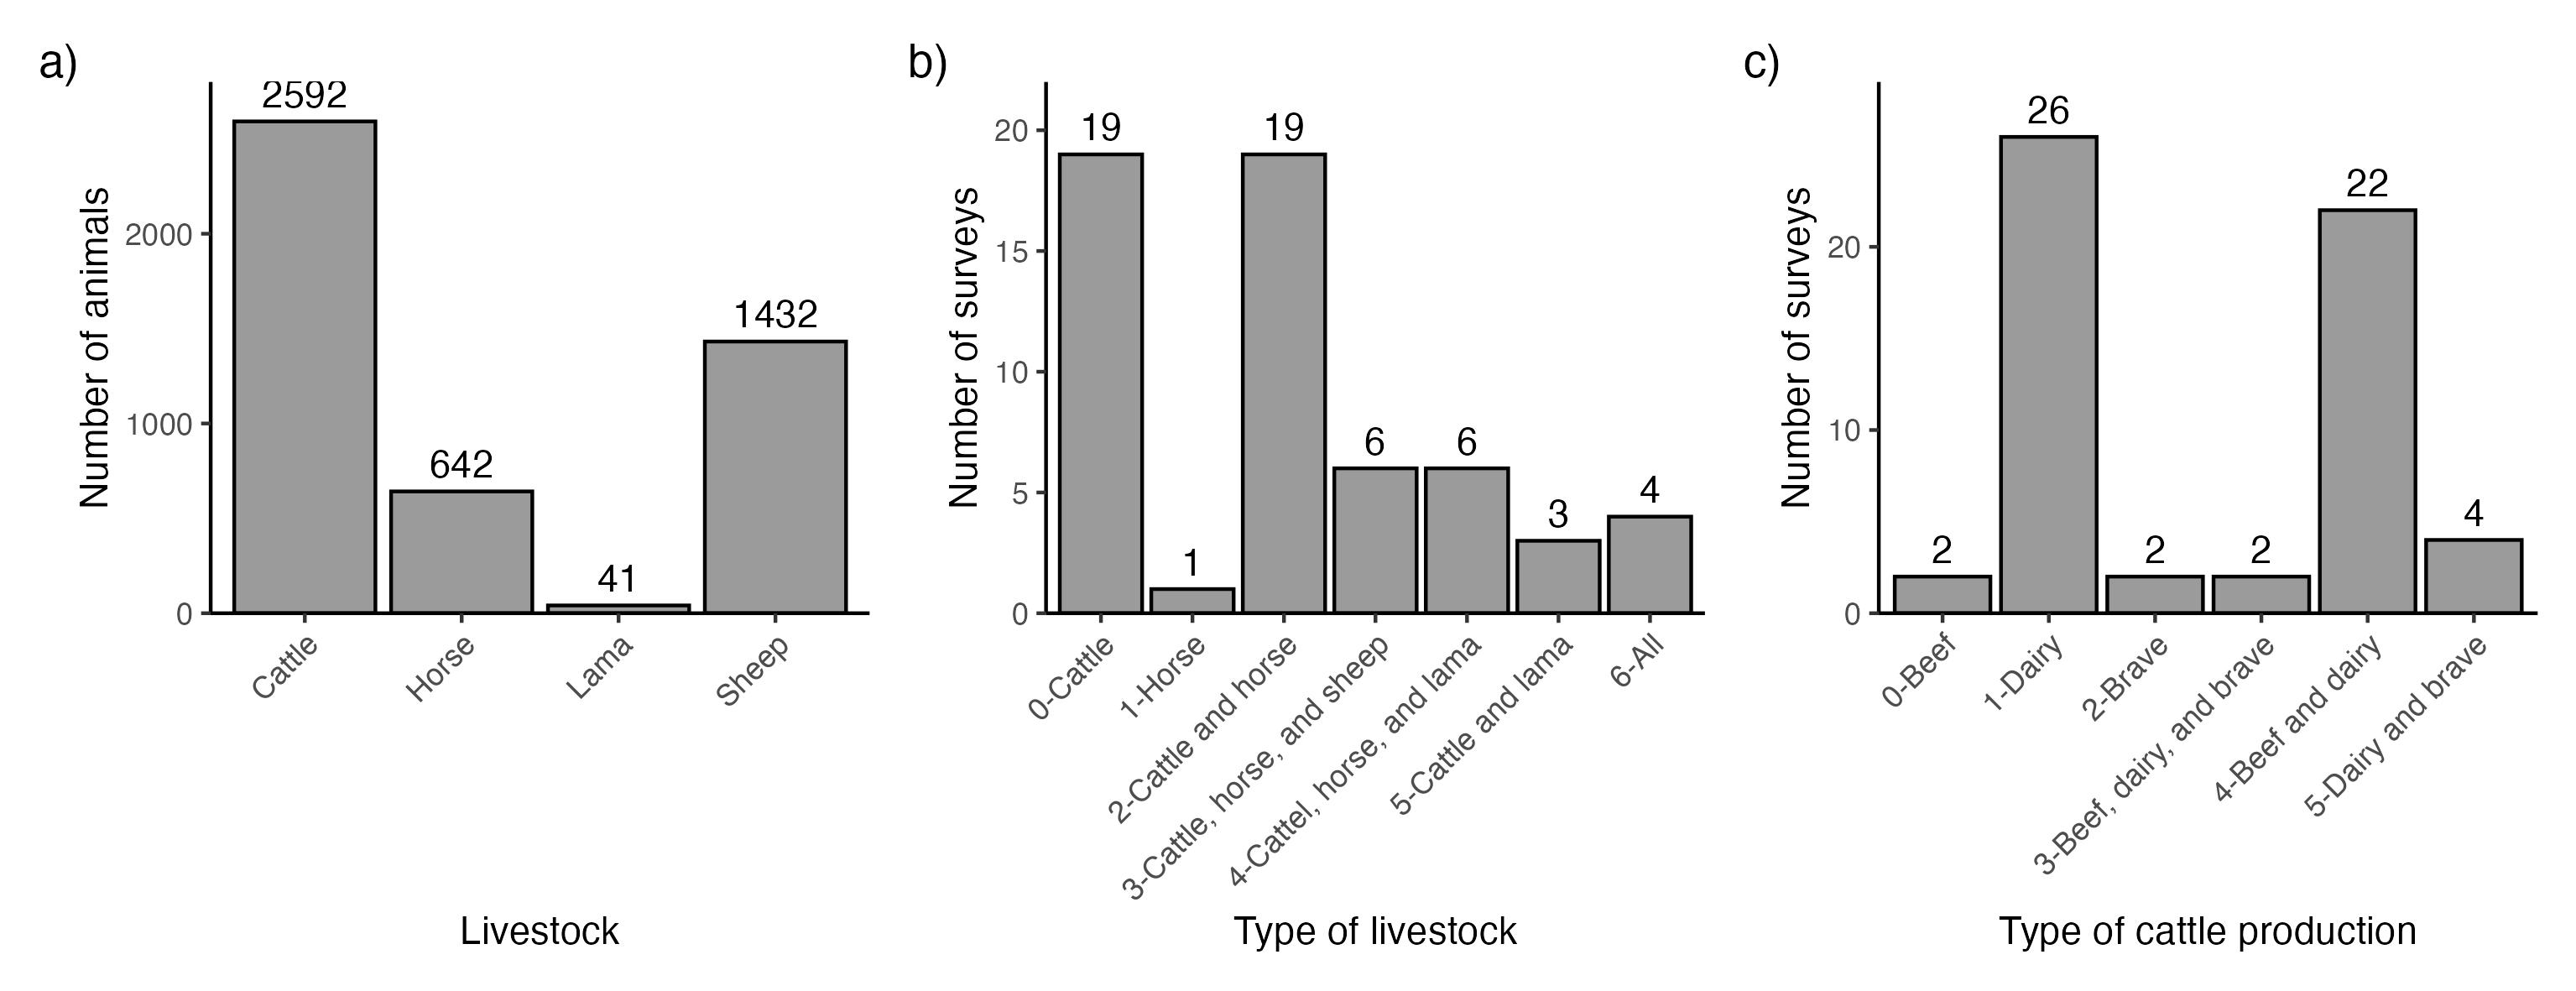 a)
2592
642
41
1432
2000
1000
0
Number of animals
Cattle
Horse
Lama
Sheep
Livestock
b)
19
1
19
6
6
3
4
20
15
10
5
0
Number of surveys
0-Cattle
1-Horse
2-Cattle and horse
3-Cattle, horse, and sheep
4-Cattel, horse, and lama
5-Cattle and lama
6-All
Type of livestock
c)
2
26
2
2
22
4
20
10
0
Number of surveys
0-Beef
1-Dairy
2-Brave
3-Beef, dairy, and brave
4-Beef and dairy
5-Dairy and brave
Type of cattle production